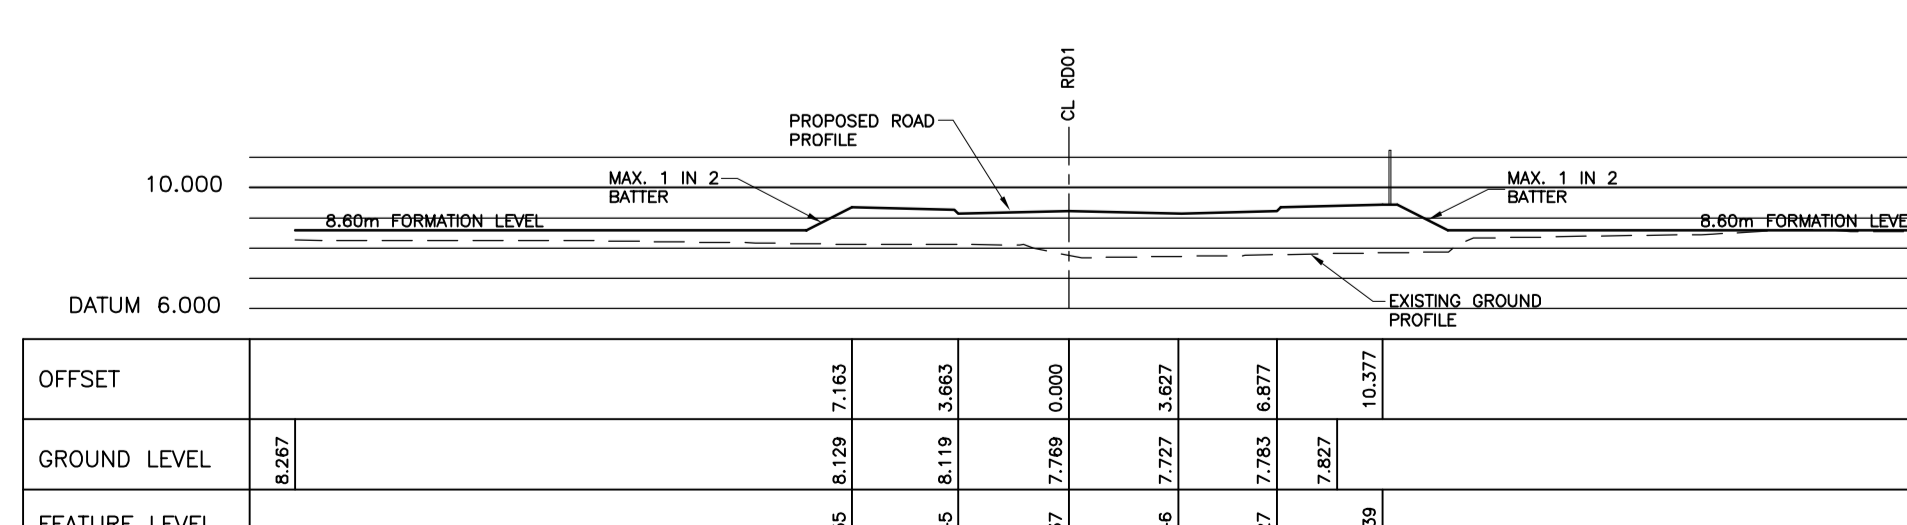 CL RD01
PROPOSED ROAD
PROFILE
10.000
MAX. 1 IN 2
BATTER
MAX. 1 IN 2
BATTER
8.60m FORMATION LEVEL
8.60m FORMATION
DATUM 6.000
EXISTING GROUND
PROFILE
OFFSET 7.163 3.663 0.000 3.627 6.877 10.377
GROUND LEVEL 8.267 8.129 8.119 7.769 7.727 7.783 7.827
FEATURE LEVEL